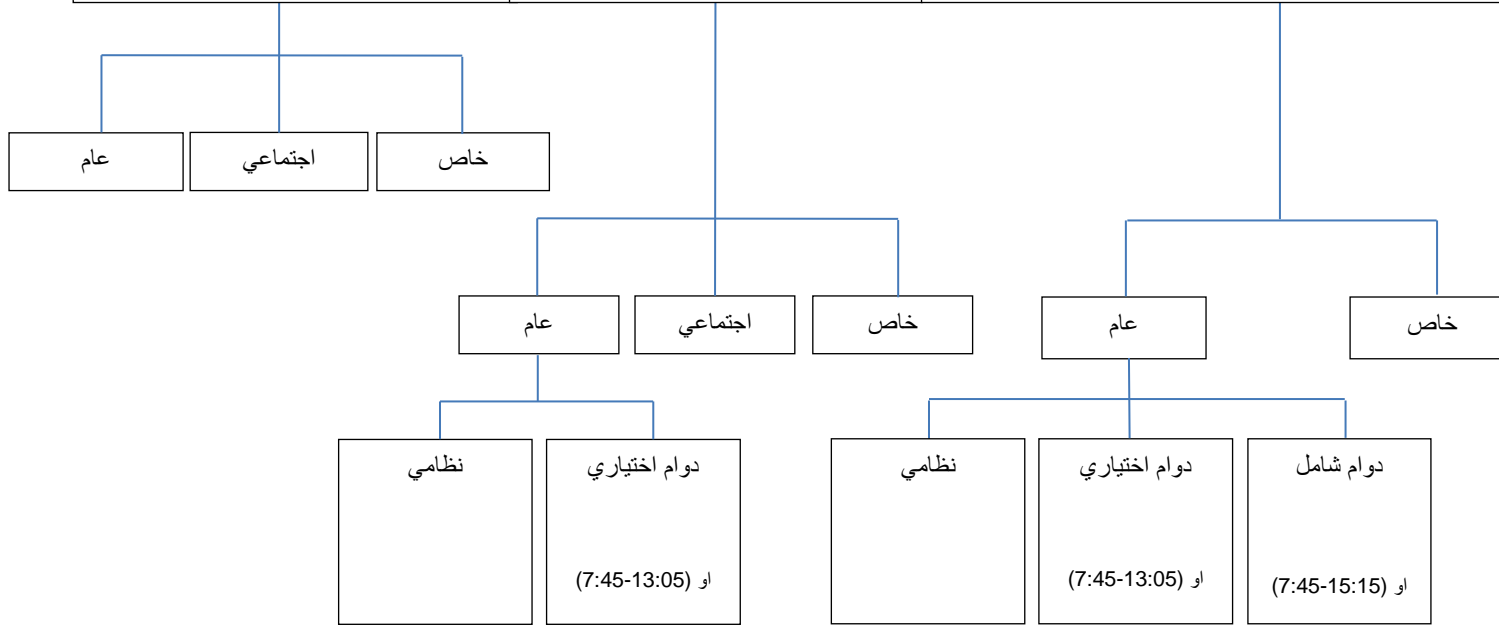 خاص
اجتماعي
عام
خاص
عام
خاص
اجتماعي
عام
دوام شامل
او (7:45-15:15)
دوام اختياري
او (7:45-13:05)
نظامي
دوام اختياري
او (7:45-13:05)
نظامي